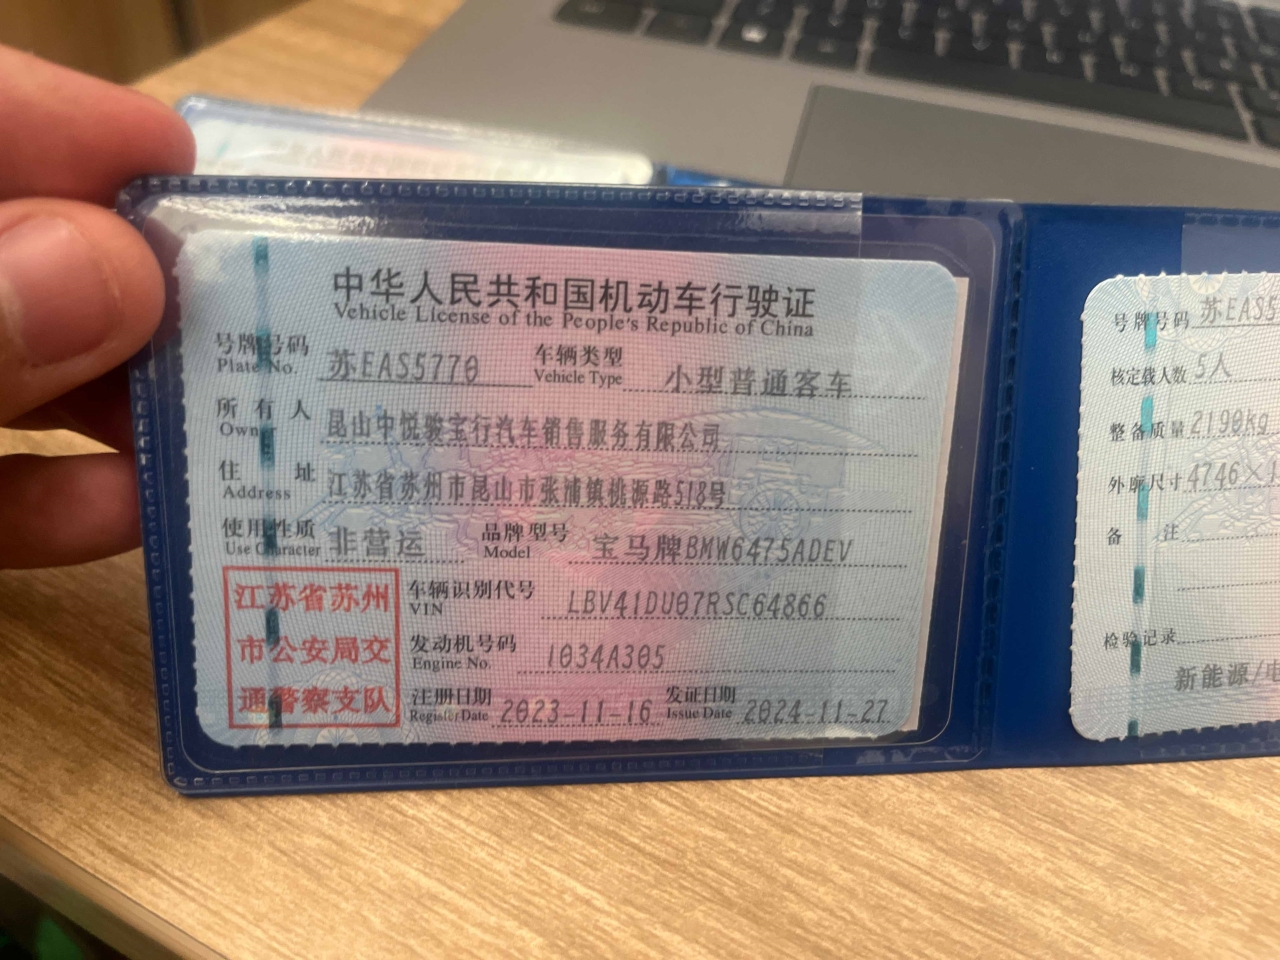 中华人民共和国机动车行驶证
Vehicle License of the People's Republic of China
号牌号码 苏EAS5770 车辆类型 小型普通客车
Plate No. Vehicle Type
所有人 昆山中悦骏宝行汽车销售服务有限公司
Owner
住址 江苏省苏州市昆山市张浦镇桃源路518号
Address
使用性质 非营运 品牌型号 宝马牌BMW6475ADEV
Use Character Model
江苏省苏州
市公安局交
通警察支队
车辆识别代号 LBV41DU07RSC64866
VIN
发动机号码 1034A305
Engine No.
注册日期 2023-11-16 发证日期 2024-11-27
Register Date Issue Date
号牌号码 苏EAS5
核定载人数 5人
整备质量 2190kg
外廓尺寸 4746×1
备注
检验记录
新能源/电